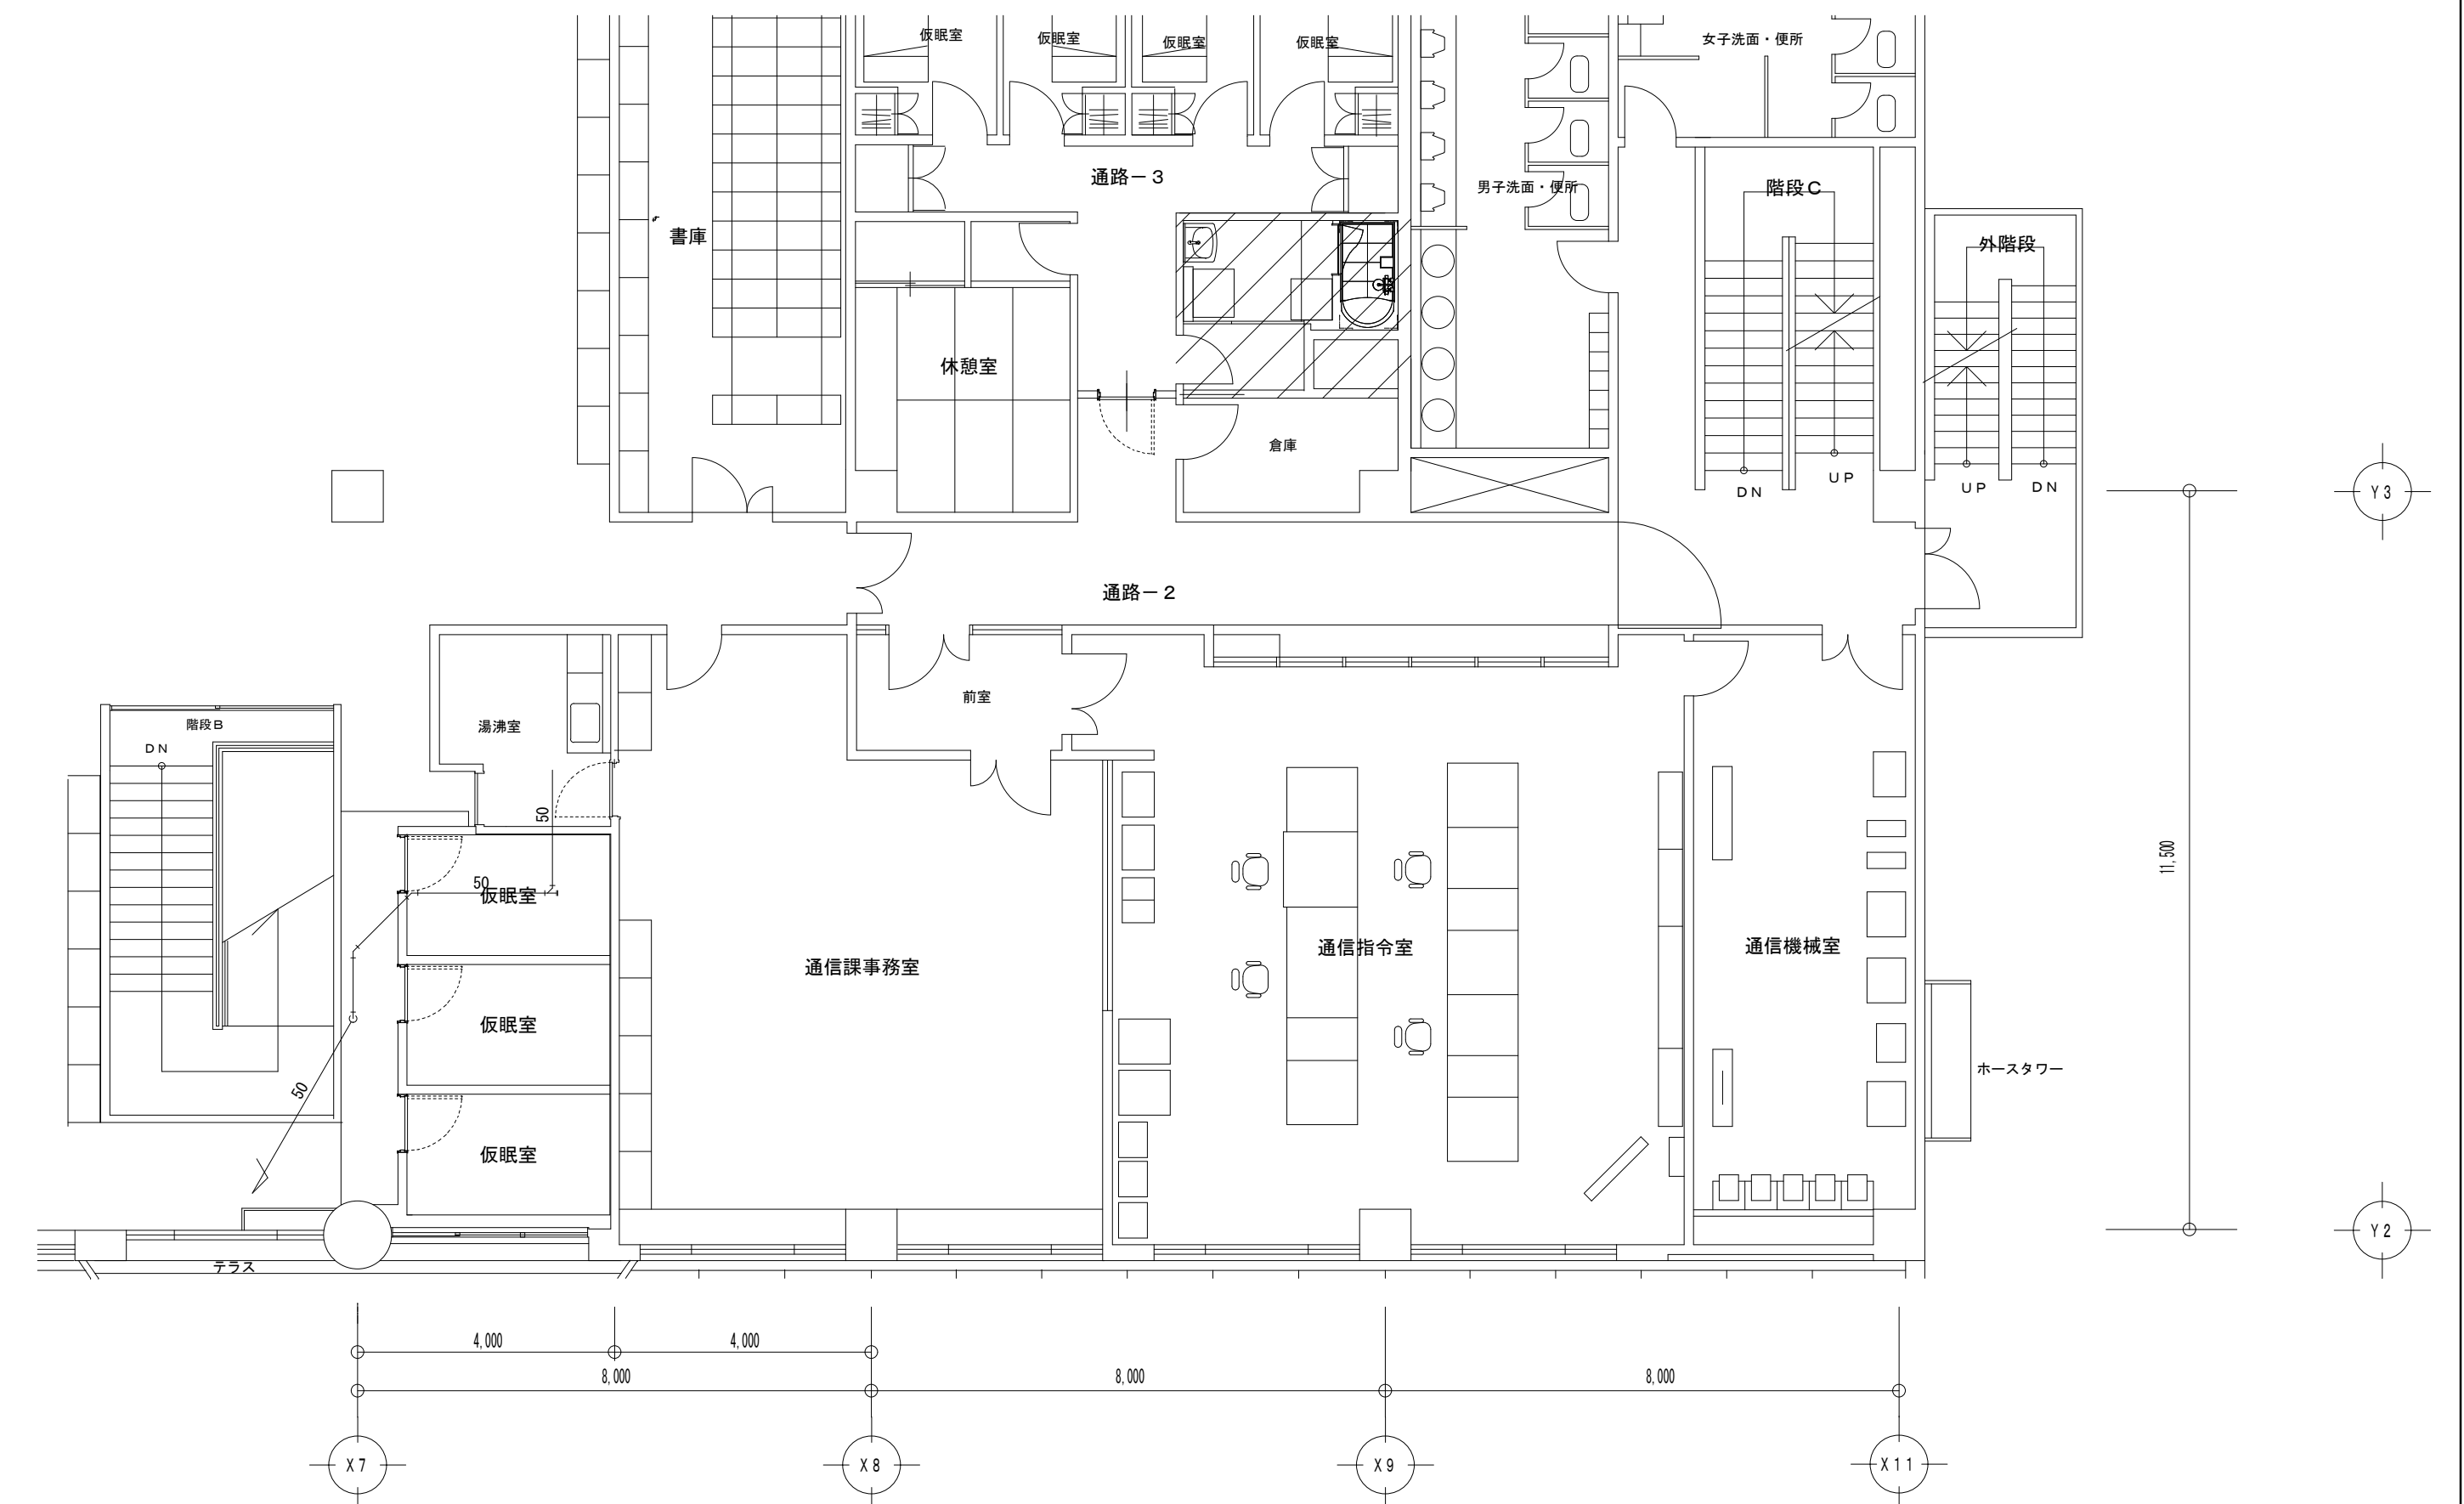 仮眠室
仮眠室
仮眠室
仮眠室
女子洗面・便所
通路－３
男子洗面・便所
階段Ｃ
書庫
外階段
休憩室
倉庫
ＤＮ
ＵＰ
ＵＰ
ＤＮ
Ｙ３
通路－２
前室
階段Ｂ
湯沸室
ＤＮ
50
11,500
50
仮眠室
通信指令室
通信機械室
通信課事務室
仮眠室
ホースタワー
50
仮眠室
Ｙ２
テラス
4,000
4,000
8,000
8,000
8,000
Ｘ７
Ｘ８
Ｘ９
Ｘ１１